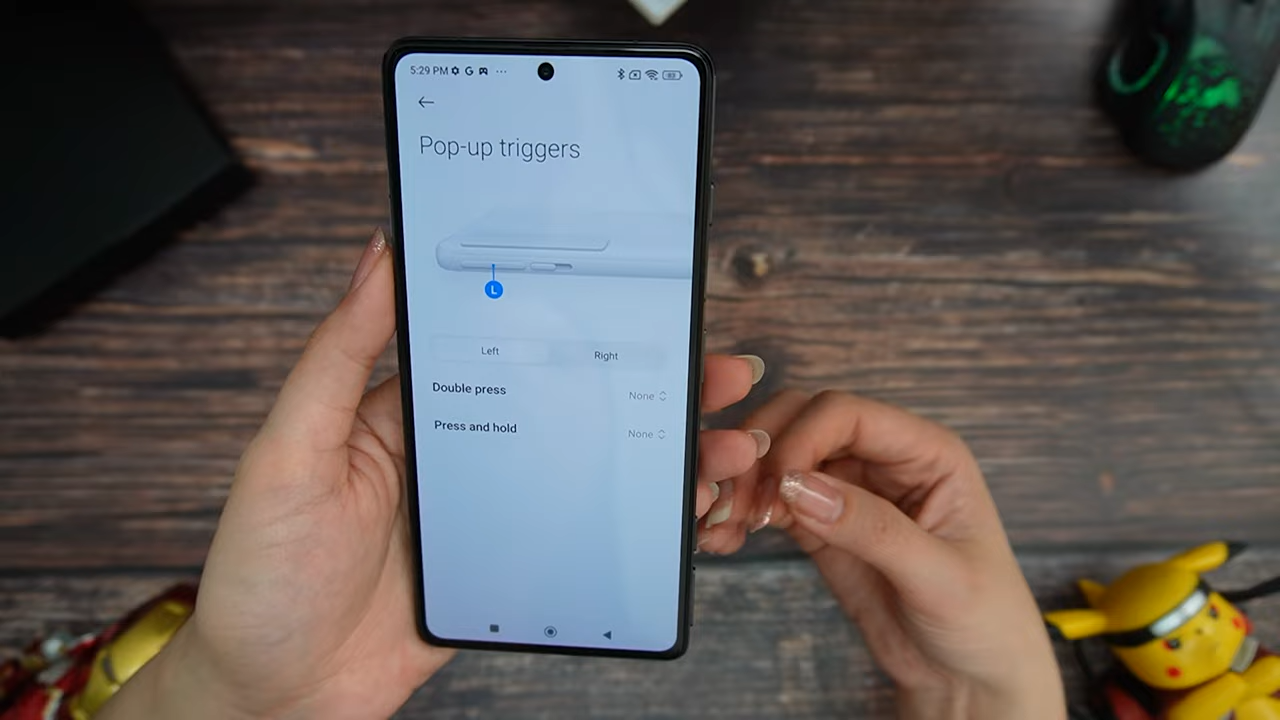 5:29 PM G ...
Pop-up triggers
L
Left Right
Double press None
Press and hold None